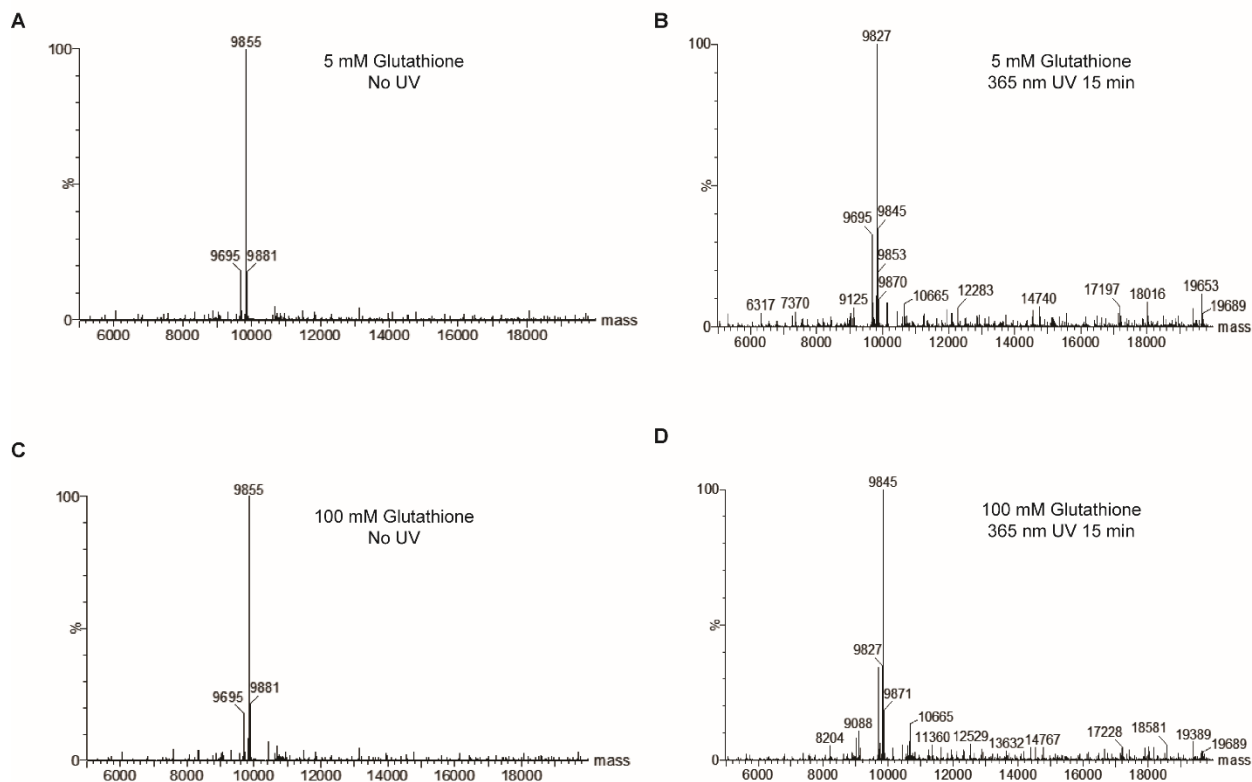 A
100
9855
5 mM Glutathione
No UV
%
9695 9881
0
mass
6000 8000 10000 12000 14000 16000 18000
B
100
9827
5 mM Glutathione
365 nm UV 15 min
%
9695
9845
9853
9870
6317 7370 9125 10665 12283 14740 17197 18016 19653
19689
0
mass
6000 8000 10000 12000 14000 16000 18000
C
100
9855
100 mM Glutathione
No UV
%
9695 9881
0
mass
6000 8000 10000 12000 14000 16000 18000
D
100
9845
100 mM Glutathione
365 nm UV 15 min
%
9827
9871
8204 9088 10665 11360 12529 13632 14767 17228 18581 19389
19689
0
mass
6000 8000 10000 12000 14000 16000 18000